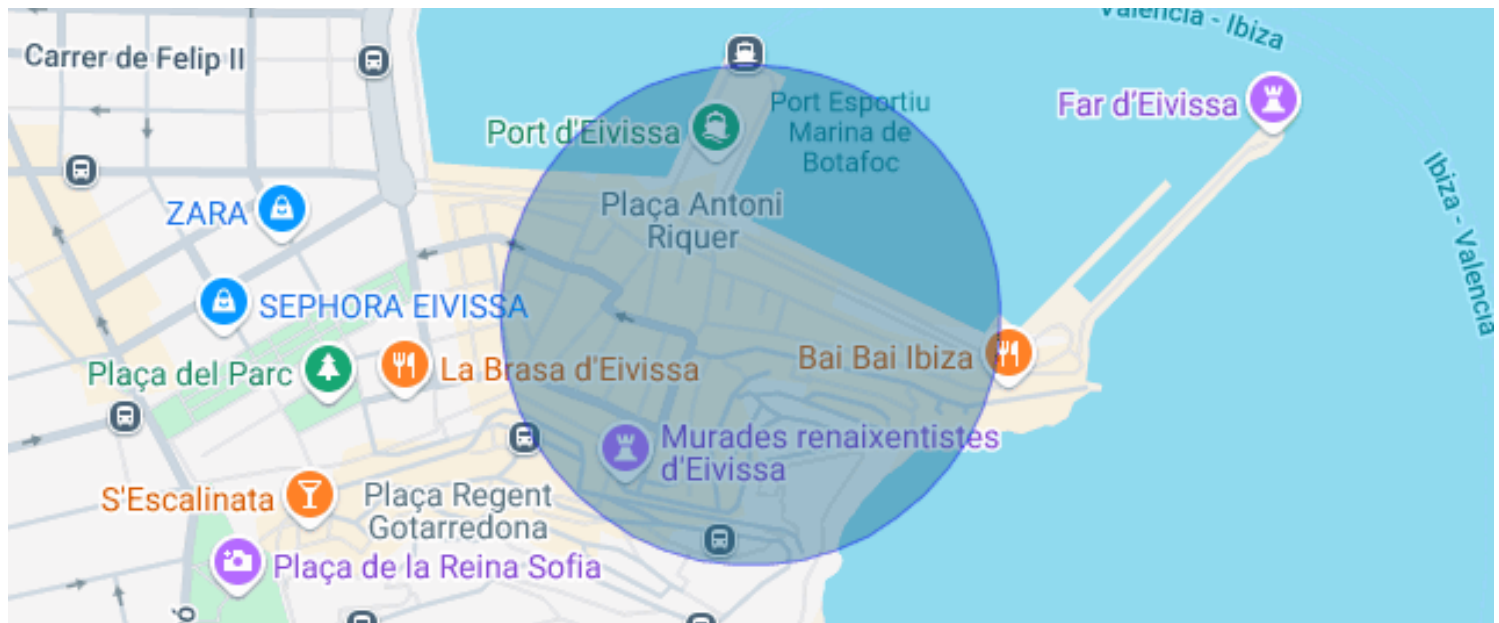 Valencia - Ibiza
Carrer de Felip II
Port Esportiu
Marina de
Botafoc
Far d'Eivissa
Port d'Eivissa
Ibiza - Valencia
ZARA
Plaça Antoni
Riquer
SEPHORA EIVISSA
Plaça del Parc
La Brasa d'Eivissa
Bai Bai Ibiza
Murades renaixentistes
d'Eivissa
S'Escalinata
Plaça Regent
Gotarredona
Plaça de la Reina Sofia